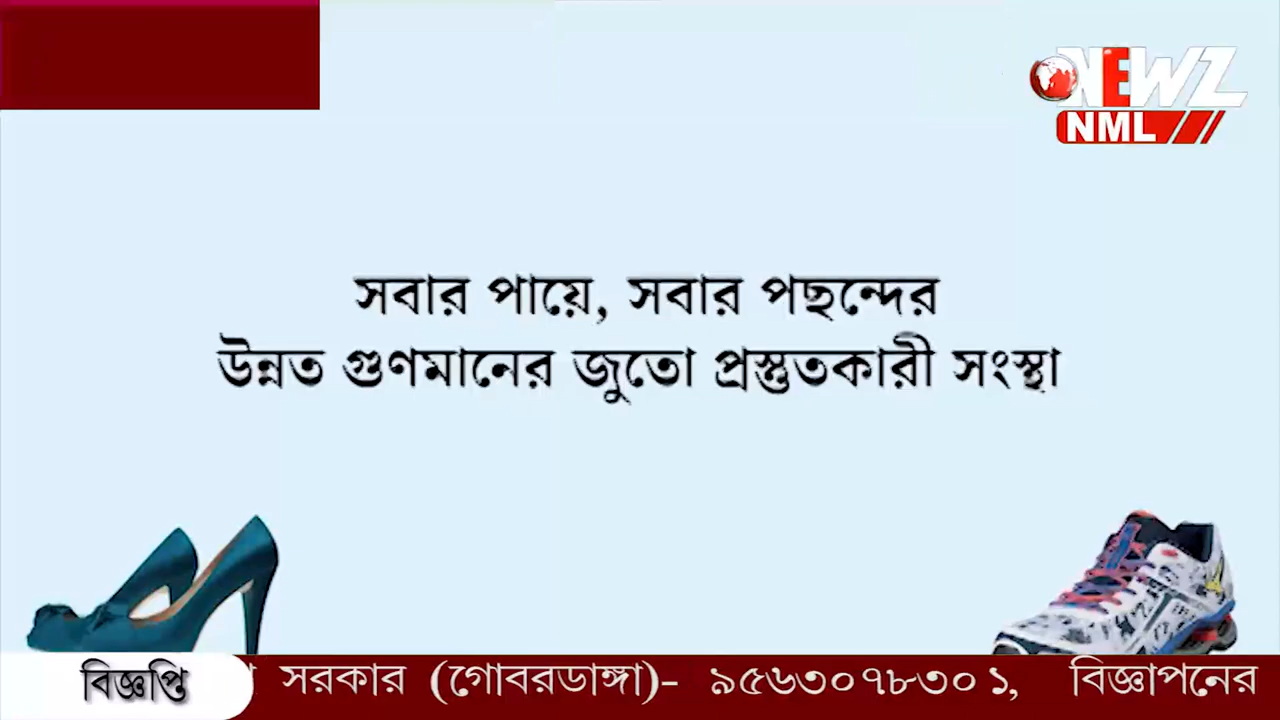 NEWZ
NML
সবার পায়ে, সবার পছন্দের
উন্নত গুণমানের জুতো প্রস্তুতকারী সংস্থা
বিজ্ঞপ্তি
সরকার (গোবরডাঙ্গা)- ৯৫৬৩০৭৮৩০১, বিজ্ঞাপনের